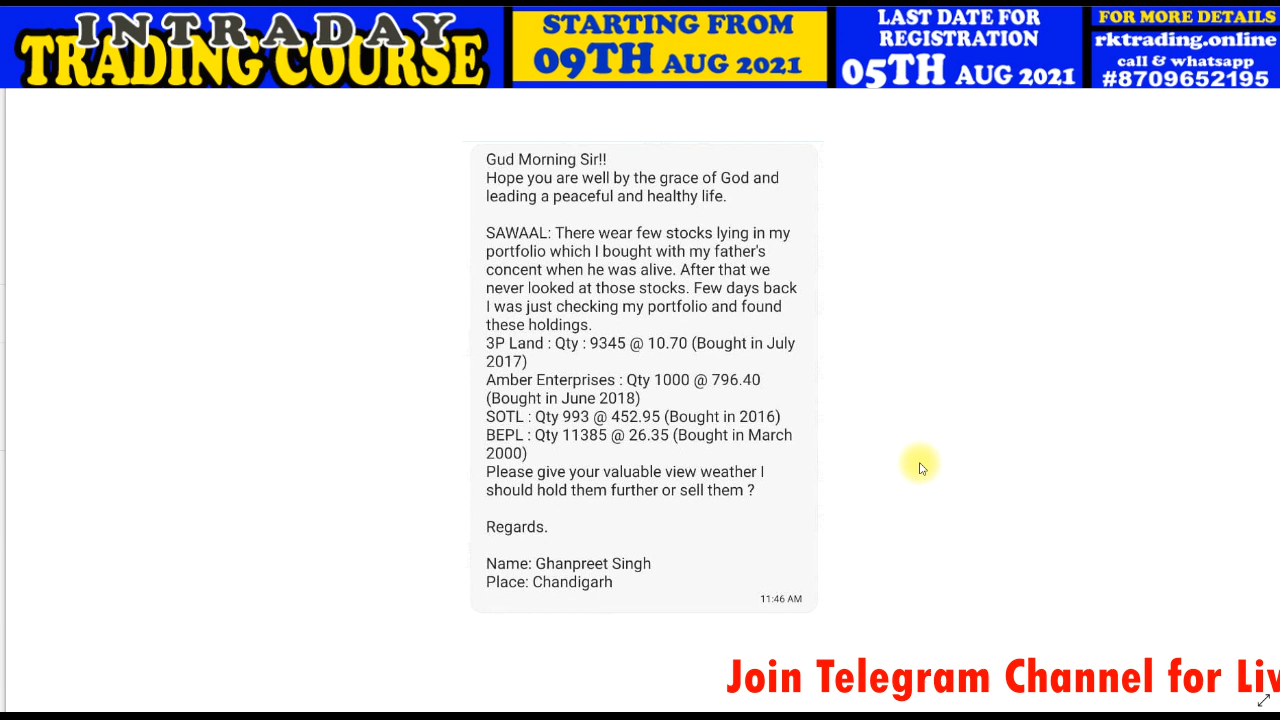 INTRADAY
TRADING COURSE
STARTING FROM
09TH AUG 2021
LAST DATE FOR
REGISTRATION
05TH AUG 2021
FOR MORE DETAILS
rktrading.online
call & whatsapp
#8709652195
Gud Morning Sir!!
Hope you are well by the grace of God and
leading a peaceful and healthy life.
SAWAAL: There wear few stocks lying in my
portfolio which I bought with my father's
concent when he was alive. After that we
never looked at those stocks. Few days back
I was just checking my portfolio and found
these holdings.
3P Land : Qty : 9345 @ 10.70 (Bought in July
2017)
Amber Enterprises : Qty 1000 @ 796.40
(Bought in June 2018)
SOTL : Qty 993 @ 452.95 (Bought in 2016)
BEPL : Qty 11385 @ 26.35 (Bought in March
2000)
Please give your valuable view weather I
should hold them further or sell them ?
Regards.
Name: Ghanpreet Singh
Place: Chandigarh
11:46 AM
Join Telegram Channel for Liv